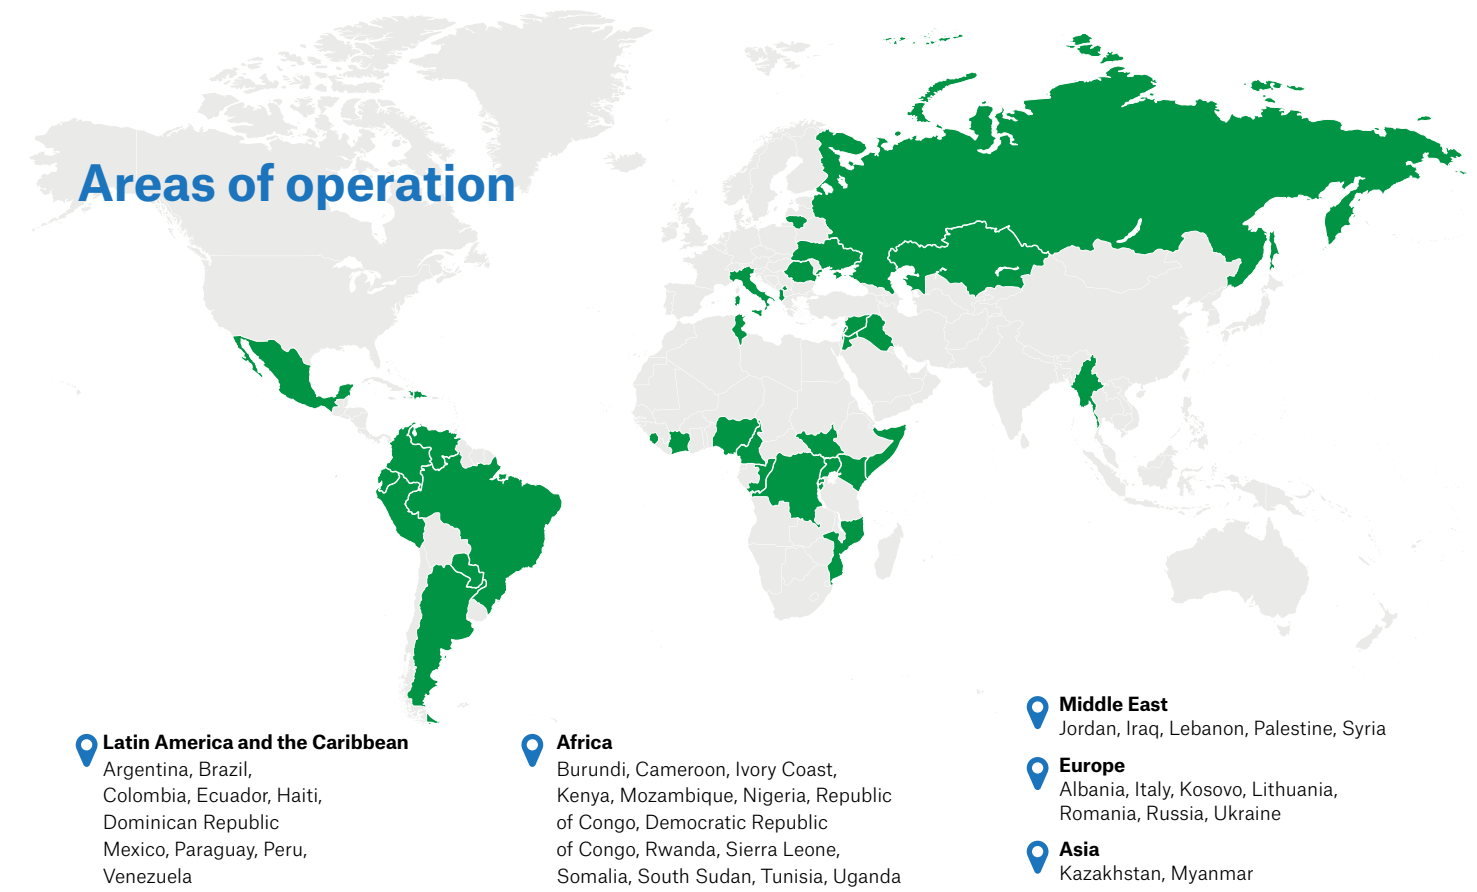 Areas of operation
Latin America and the Caribbean
Argentina, Brazil,
Colombia, Ecuador, Haiti,
Dominican Republic
Mexico, Paraguay, Peru,
Venezuela
Africa
Burundi, Cameroon, Ivory Coast,
Kenya, Mozambique, Nigeria, Republic
of Congo, Democratic Republic
of Congo, Rwanda, Sierra Leone,
Somalia, South Sudan, Tunisia, Uganda
Middle East
Jordan, Iraq, Lebanon, Palestine, Syria
Europe
Albania, Italy, Kosovo, Lithuania,
Romania, Russia, Ukraine
Asia
Kazakhstan, Myanmar